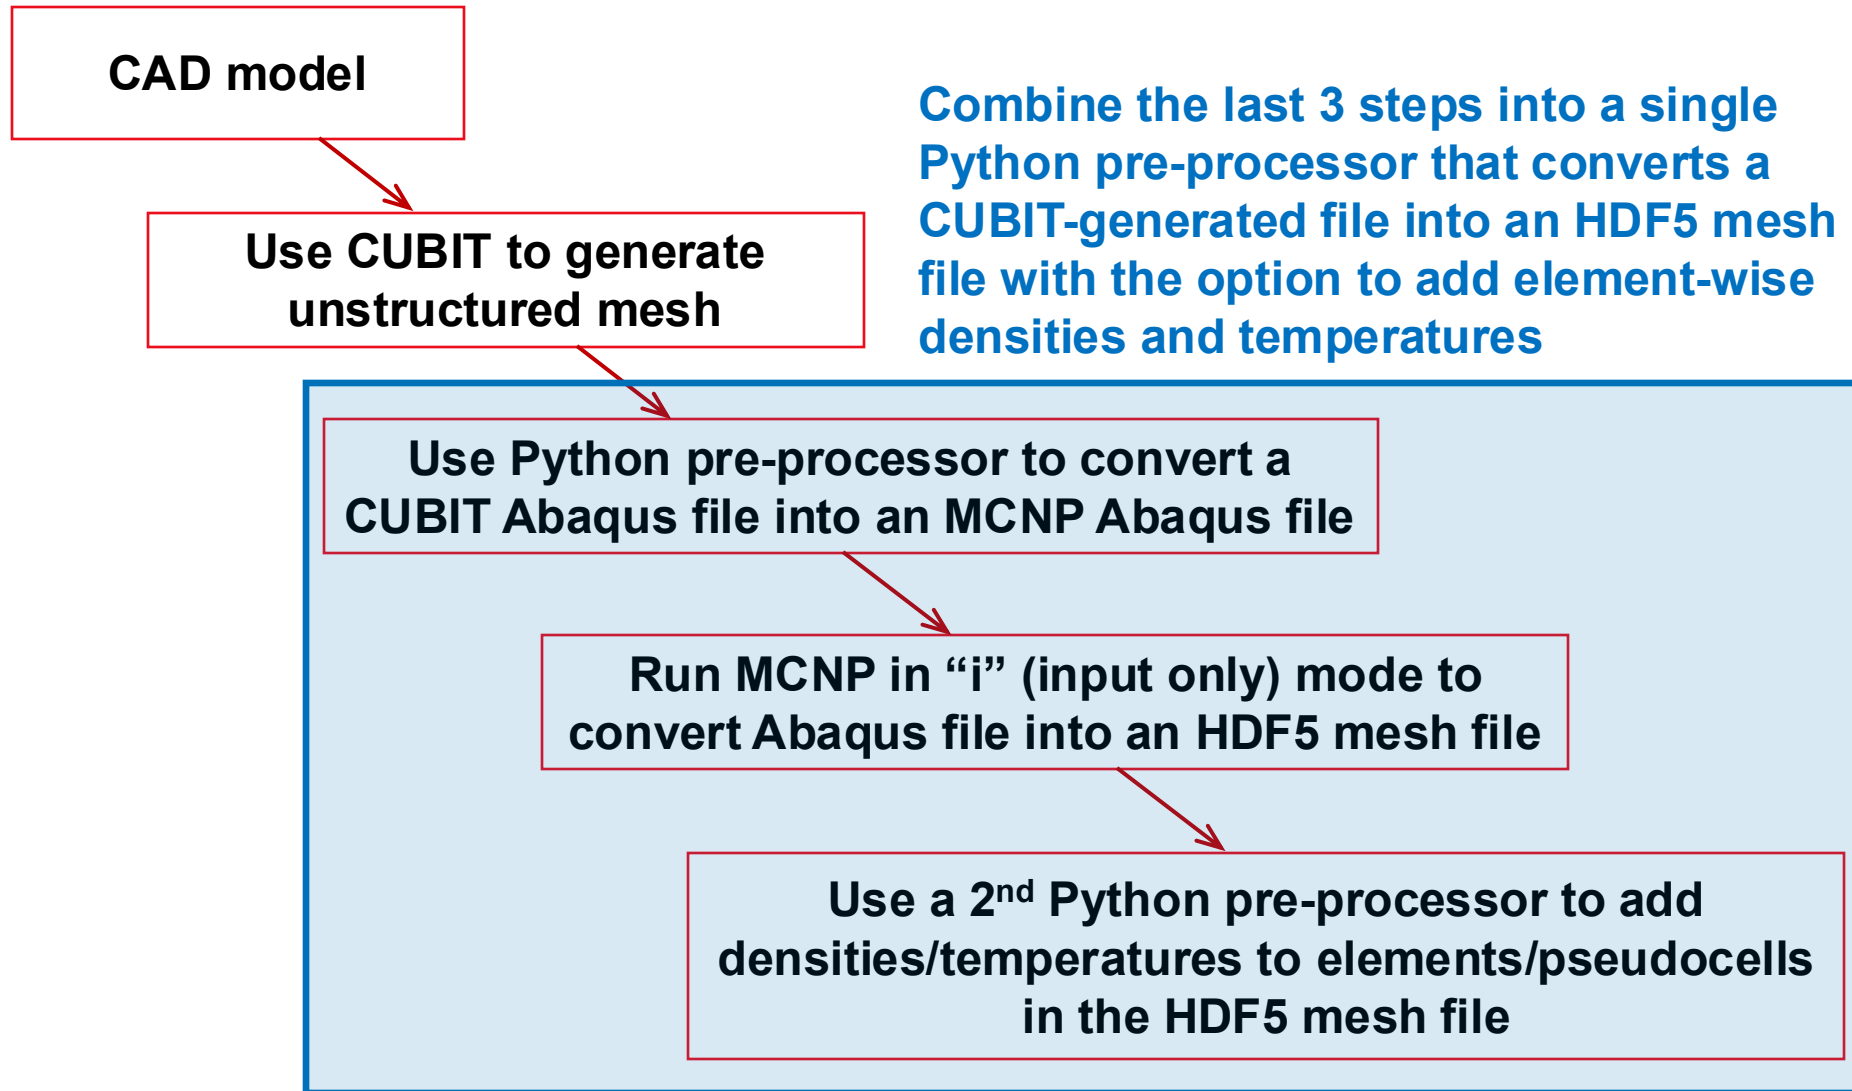 CAD model
Combine the last 3 steps into a single
Python pre-processor that converts a
CUBIT-generated file into an HDF5 mesh
file with the option to add element-wise
densities and temperatures
Use CUBIT to generate
unstructured mesh
Use Python pre-processor to convert a
CUBIT Abaqus file into an MCNP Abaqus file
Run MCNP in “i” (input only) mode to
convert Abaqus file into an HDF5 mesh file
Use a 2nd Python pre-processor to add
densities/temperatures to elements/pseudocells
in the HDF5 mesh file